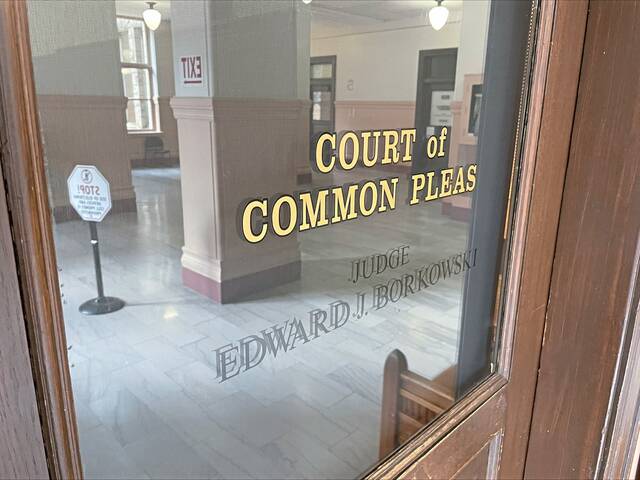 COURT of
COMMON PLEAS
JUDGE
EDWARD J. BORKOWSKI
EXIT
STOP!